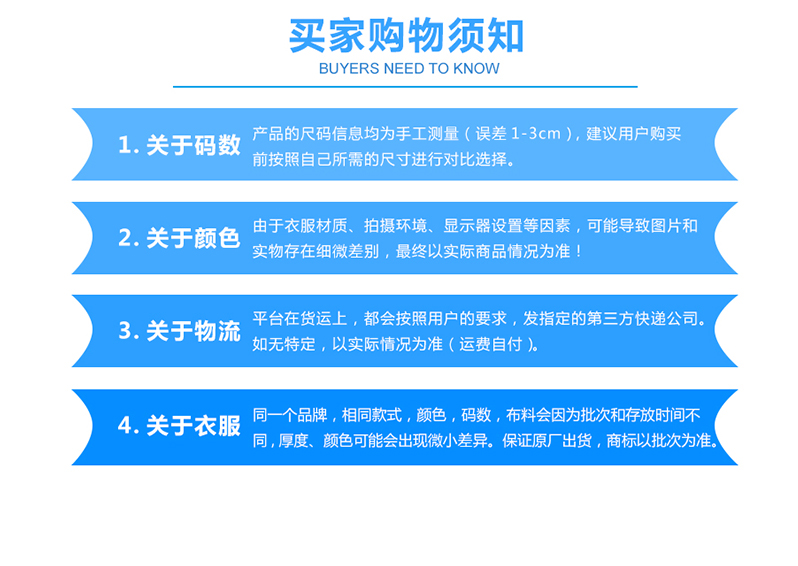 买家购物须知
BUYERS NEED TO KNOW
1. 关于码数
产品的尺码信息均为手工测量（误差1-3cm），建议用户购买
前按照自己所需的尺寸进行对比选择。
2. 关于颜色
由于衣服材质、拍摄环境、显示器设置等因素，可能导致图片和
实物存在细微差别，最终以实际商品情况为准！
3. 关于物流
平台在货运上，都会按照用户的要求，发指定的第三方快递公司。
如无特定，以实际情况为准（运费自付）。
4. 关于衣服
同一个品牌，相同款式，颜色，码数，布料会因为批次和存放时间不
同，厚度、颜色可能会出现微小差异。保证原厂出货，商标以批次为准。